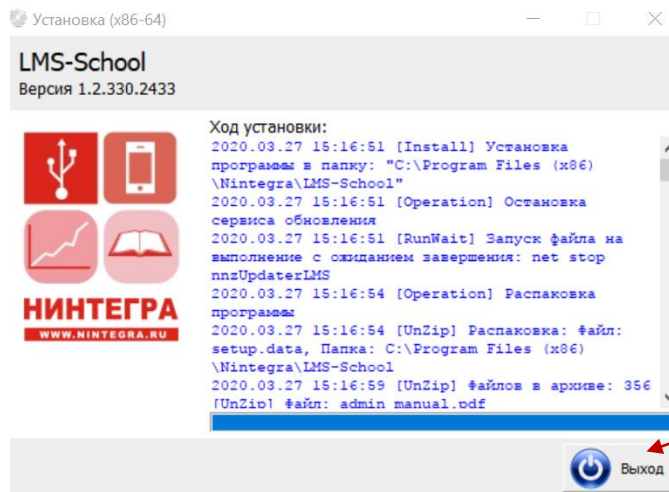 Установка (x86-64)
LMS-School
Версия 1.2.330.2433
Ход установки:
2020.03.27 15:16:51 [Install] Установка
программы в папку: "C:\Program Files (x86)
\Nintegra\LMS-School"
2020.03.27 15:16:51 [Operation] Остановка
сервиса обновления
2020.03.27 15:16:51 [RunWait] Запуск файла на
выполнение с ожиданием завершения: net stop
nnzUpdaterLMS
2020.03.27 15:16:54 [Operation] Распаковка
программы
2020.03.27 15:16:54 [UnZip] Распаковка: Файл:
setup.data, Папка: C:\Program Files (x86)
\Nintegra\LMS-School
2020.03.27 15:16:59 [UnZip] Файлов в архиве: 356
[UnZip] Файл: admin manual.pdf
НИНТЕГРА
WWW.NINTEGRA.RU
Выход